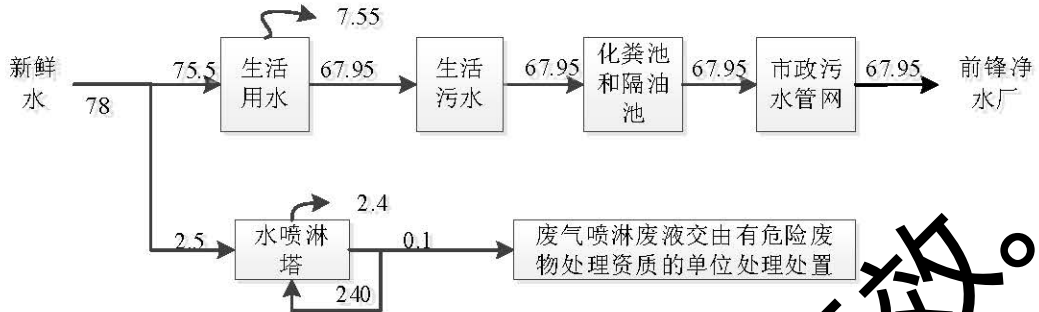 7.55
新鲜
水
78
75.5
生活
用水
67.95
生活
污水
67.95
化粪池
和隔油
池
67.95
市政污
水管网
67.95
前锋净
水厂
2.5
水喷淋
塔
2.4
0.1
240
废气喷淋废液交由有危险废
物处理资质的单位处理处置
效。